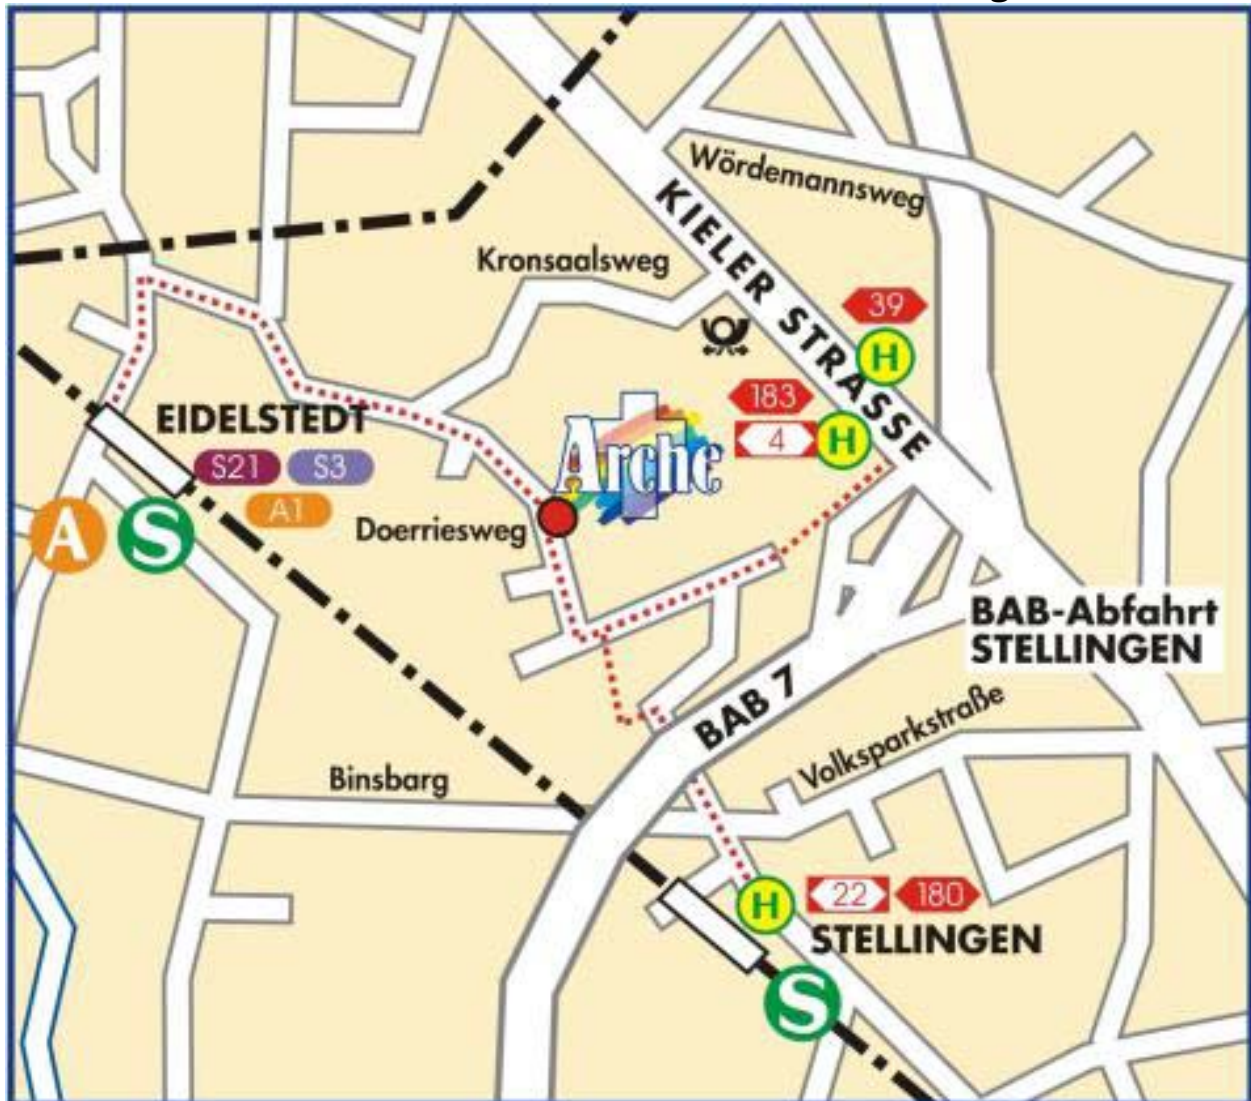 Wördemannsweg
KIELER STRASSE
Kronsaalsweg
39
H
183
4
H
EIDELSTEDT
S21
S3
A1
Arche
A
S
Doerriesweg
BAB-Abfahrt
STELLINGEN
BAB 7
Volksparkstraße
Binsbarg
H
22
180
STELLINGEN
S